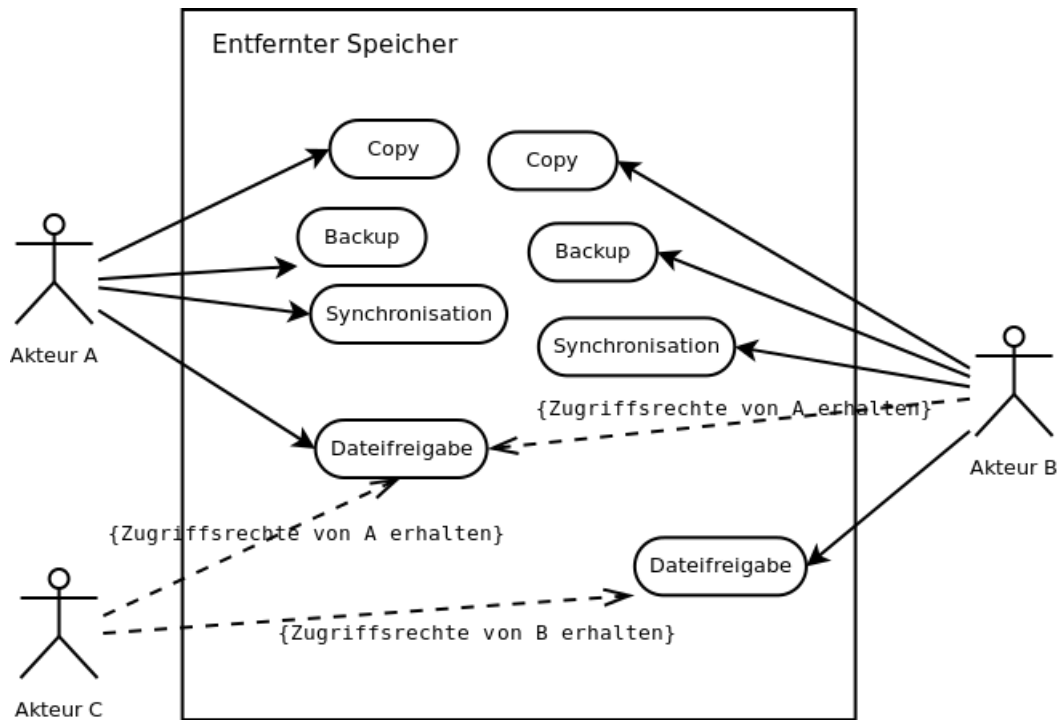 Entfernter Speicher
Copy
Copy
Backup
Backup
Synchronisation
Synchronisation
Akteur A
{Zugriffsrechte von A erhalten}
Dateifreigabe
Akteur B
{Zugriffsrechte von A erhalten}
Dateifreigabe
{Zugriffsrechte von B erhalten}
Akteur C